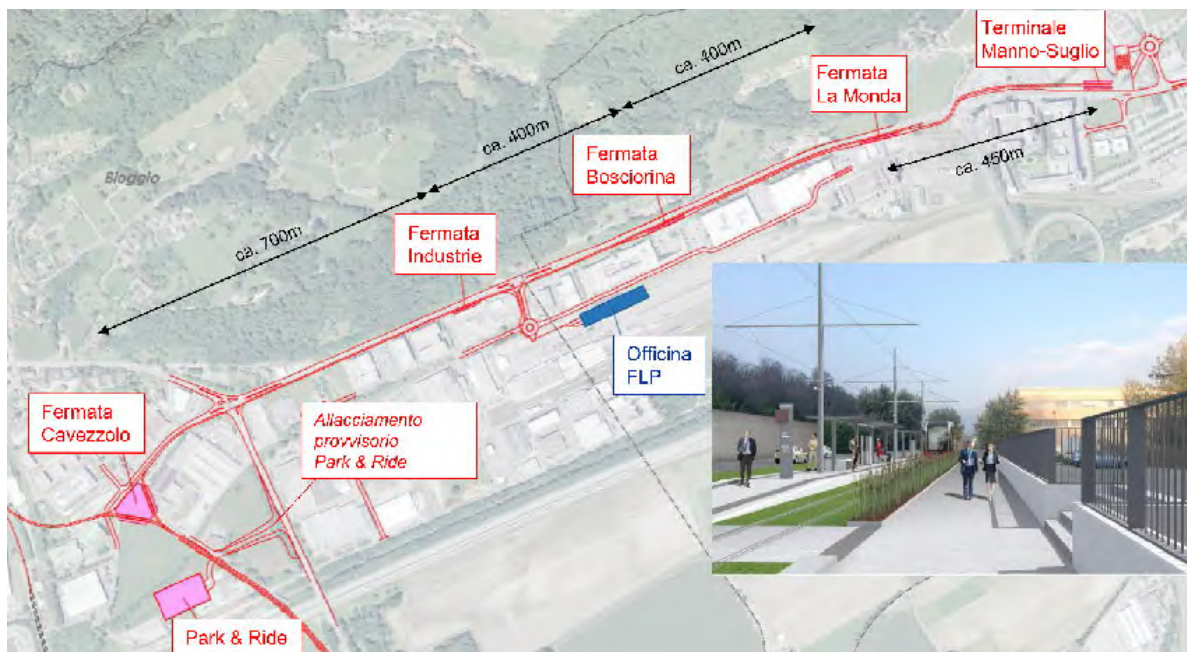 ca. 400m
Terminale
Manno-Suglio
Fermata
La Monda
ca. 400m
Fermata
Bosciorina
ca. 450m
Bioggio
ca. 700m
Fermata
Industrie
Officina
FLP
Fermata
Cavezzolo
Allacciamento
provvisorio
Park & Ride
Park & Ride